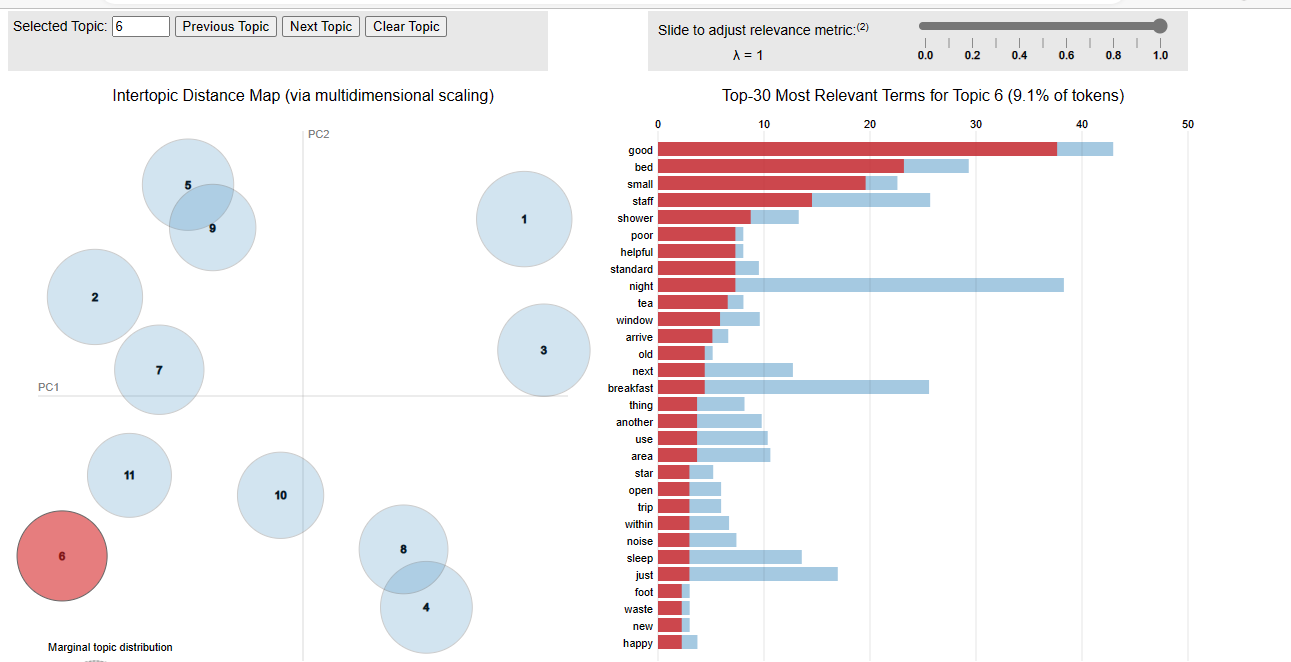 Selected Topic: 6 Previous Topic Next Topic Clear Topic
Slide to adjust relevance metric:(2)
λ = 1
0.0 0.2 0.4 0.6 0.8 1.0
Intertopic Distance Map (via multidimensional scaling)
PC2
PC1
5
9
1
2
3
7
11
10
6
8
4
Marginal topic distribution
Top-30 Most Relevant Terms for Topic 6 (9.1% of tokens)
0 10 20 30 40 50
good
bed
small
staff
shower
poor
helpful
standard
night
tea
window
arrive
old
next
breakfast
thing
another
use
area
star
open
trip
within
noise
sleep
just
foot
waste
new
happy